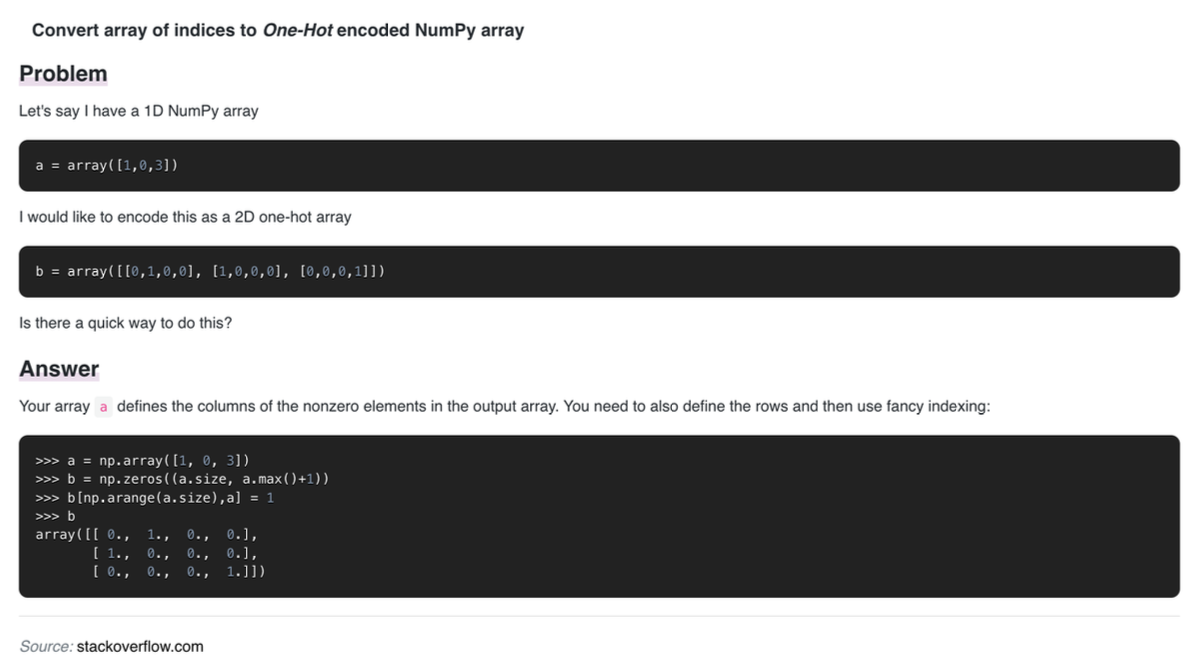 Convert array of indices to One-Hot encoded NumPy array
Problem
Let's say I have a 1D NumPy array
a = array([1,0,3])
I would like to encode this as a 2D one-hot array
b = array([[0,1,0,0], [1,0,0,0], [0,0,0,1]])
Is there a quick way to do this?
Answer
Your array a defines the columns of the nonzero elements in the output array. You need to also define the rows and then use fancy indexing:
>>> a = np.array([1, 0, 3])
>>> b = np.zeros((a.size, a.max()+1))
>>> b[np.arange(a.size),a] = 1
>>> b
array([[ 0.,  1.,  0.,  0.],
       [ 1.,  0.,  0.,  0.],
       [ 0.,  0.,  0.,  1.]])
Source: stackoverflow.com